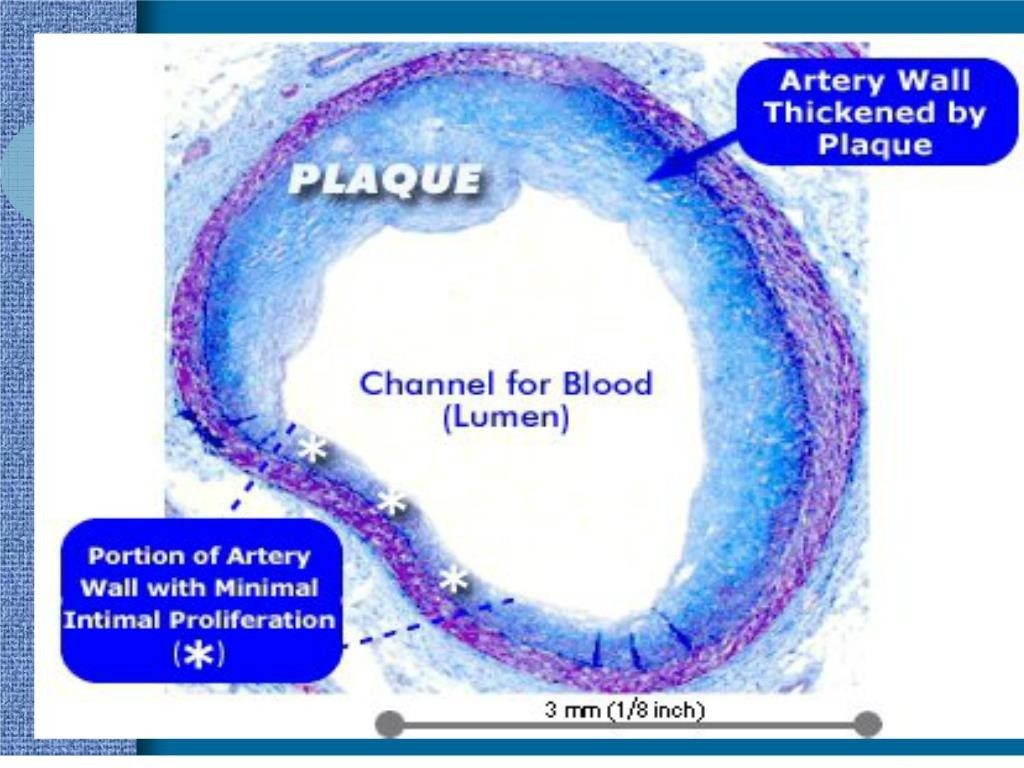 Artery Wall
Thickened by
Plaque
PLAQUE
Channel for Blood
(Lumen)
*
*
*
Portion of Artery
Wall with Minimal
Intimal Proliferation
(*)
3 mm (1/8 inch)